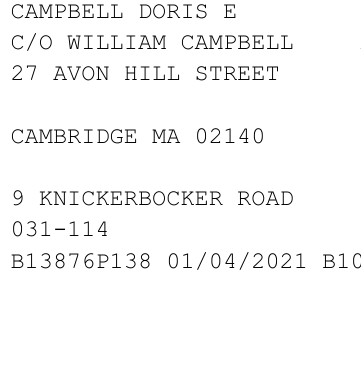 CAMPBELL DORIS E
C/O WILLIAM CAMPBELL
27 AVON HILL STREET
CAMBRIDGE MA 02140
9 KNICKERBOCKER ROAD
031-114
B13876P138 01/04/2021 B10